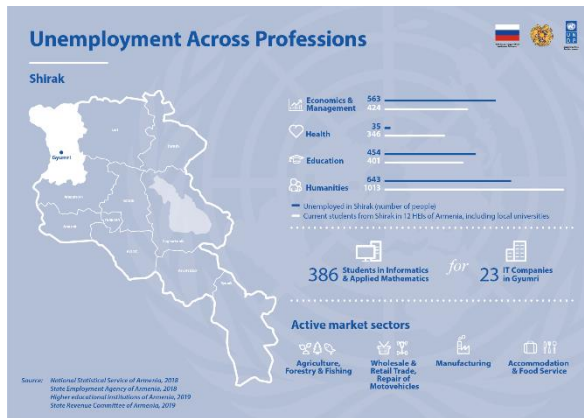 Unemployment Across Professions
Shirak
Gyumri
Economics &
Management
563
424
Health
35
346
Education
454
401
Humanities
643
1013
Unemployed in Shirak (number of people)
Current students from Shirak in 12 HEIs of Armenia, including local universities
386 Students in Informatics
& Applied Mathematics
for
23 IT Companies
in Gyumri
Active market sectors
Agriculture,
Forestry & Fishing
Wholesale &
Retail Trade,
Repair of
Motovehicles
Manufacturing
Accommodation
& Food Service
Source: National Statistical Service of Armenia, 2018
State Employment Agency of Armenia, 2018
Higher educational institutions of Armenia, 2019
State Revenue Committee of Armenia, 2019